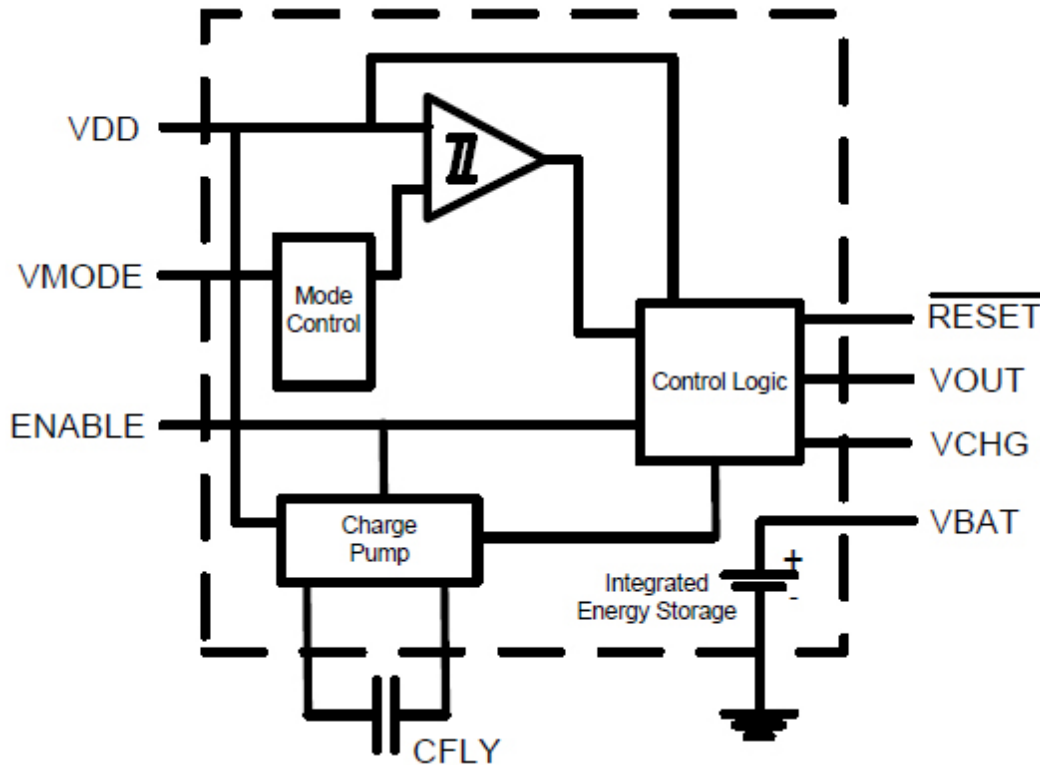 VDD
VMODE
Mode
Control
RESET
Control Logic
VOUT
ENABLE
VCHG
Charge
Pump
VBAT
+
Integrated
Energy Storage
-
CFLY